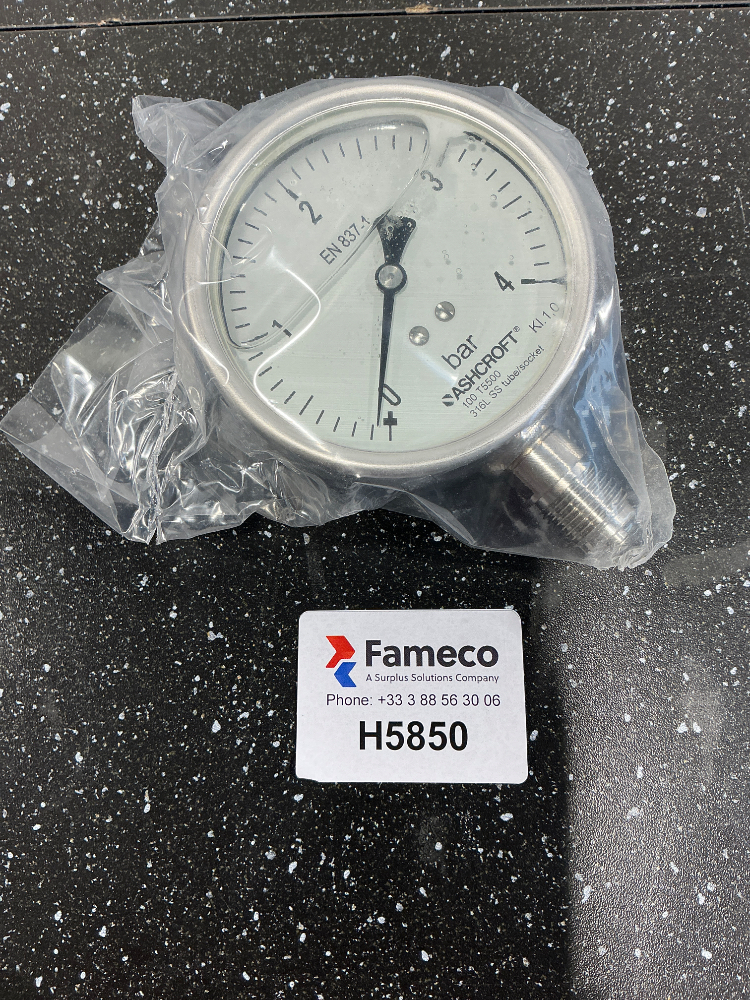 0
1
2
3
4
EN 837-1
bar
ASHCROFT®
Kl.1,0
100 T5500
316L SS tube/socket
Fameco
A Surplus Solutions Company
Phone: +33 3 88 56 30 06
H5850